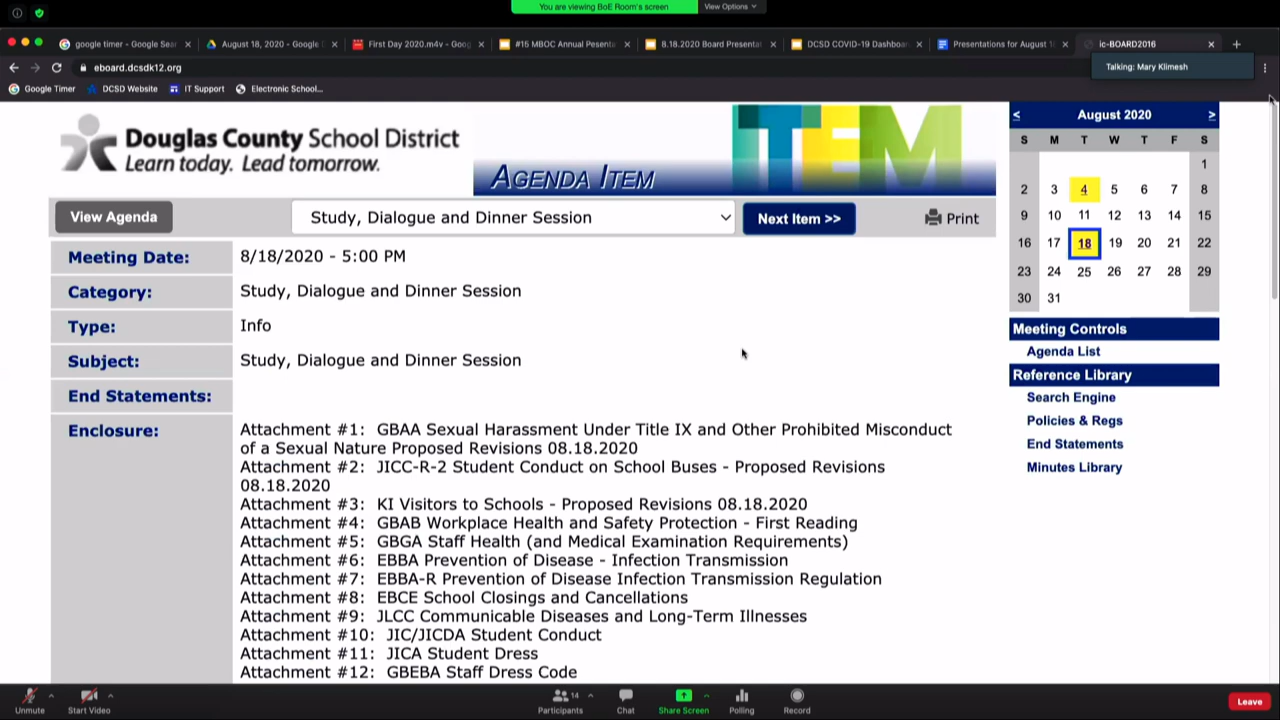 You are viewing BoE Room's screen
View Options
google timer - Google Sear
August 18, 2020 - Google D
First Day 2020.m4v - Goog
#15 MBOC Annual Pesenta
8.18.2020 Board Presentat
DCSD COVID-19 Dashboa
Presentations for August 1
ic-BOARD2016
eboard.dcsdk12.org
Talking: Mary Klimesh
Google Timer
DCSD Website
IT Support
Electronic School...
Douglas County School District
Learn today. Lead tomorrow.
ITEM
AGENDA ITEM
View Agenda
Study, Dialogue and Dinner Session
Next Item >>
Print
Meeting Date: 8/18/2020 - 5:00 PM
Category: Study, Dialogue and Dinner Session
Type: Info
Subject: Study, Dialogue and Dinner Session
End Statements:
Enclosure:
Attachment #1: GBAA Sexual Harassment Under Title IX and Other Prohibited Misconduct
of a Sexual Nature Proposed Revisions 08.18.2020
Attachment #2: JICC-R-2 Student Conduct on School Buses - Proposed Revisions
08.18.2020
Attachment #3: KI Visitors to Schools - Proposed Revisions 08.18.2020
Attachment #4: GBAB Workplace Health and Safety Protection - First Reading
Attachment #5: GBGA Staff Health (and Medical Examination Requirements)
Attachment #6: EBBA Prevention of Disease - Infection Transmission
Attachment #7: EBBA-R Prevention of Disease Infection Transmission Regulation
Attachment #8: EBCE School Closings and Cancellations
Attachment #9: JLCC Communicable Diseases and Long-Term Illnesses
Attachment #10: JIC/JICDA Student Conduct
Attachment #11: JICA Student Dress
Attachment #12: GBEBA Staff Dress Code
< August 2020 >
S M T W T F S
1
2 3 4 5 6 7 8
9 10 11 12 13 14 15
16 17 18 19 20 21 22
23 24 25 26 27 28 29
30 31
Meeting Controls
Agenda List
Reference Library
Search Engine
Policies & Regs
End Statements
Minutes Library
Unmute
Start Video
Participants
14
Chat
Share Screen
Polling
Record
Leave